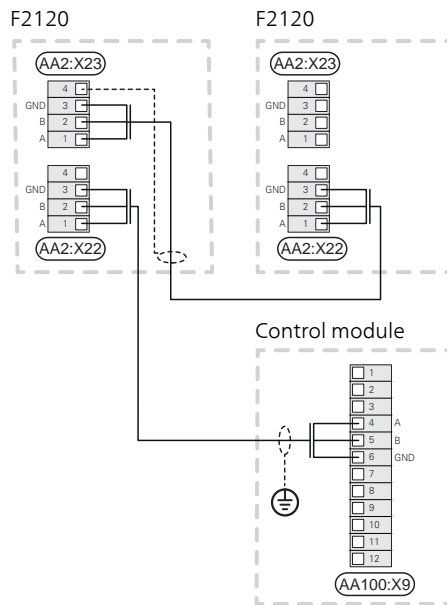 F2120
AA2:X23
4
GND 3
B 2
A 1
4
GND 3
B 2
A 1
AA2:X22
F2120
AA2:X23
4
GND 3
B 2
A 1
4
GND 3
B 2
A 1
AA2:X22
Control module
1
2
3
4 A
5 B
6 GND
7
8
9
10
11
12
AA100:X9